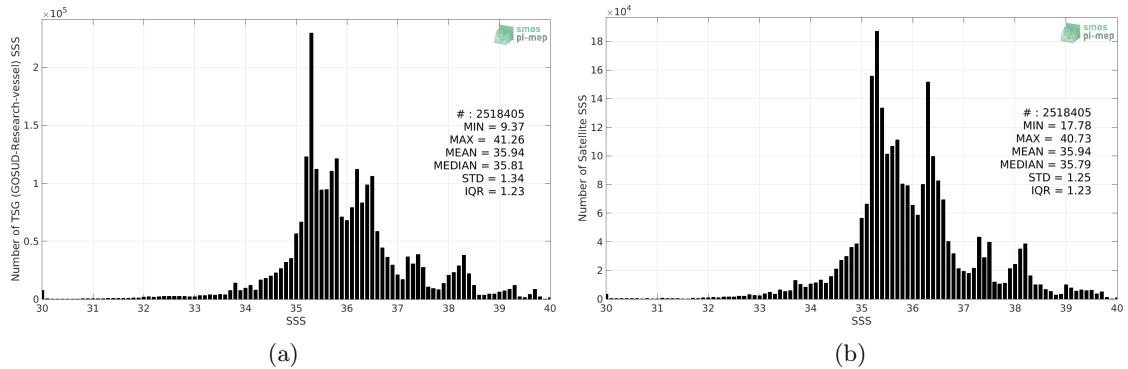 ×10⁵
smos
pi-mep
Number of TSG (GOSUD-Research-vessel) SSS
2
1.5
1
0.5
0
# : 2518405
MIN = 9.37
MAX = 41.26
MEAN = 35.94
MEDIAN = 35.81
STD = 1.34
IQR = 1.23
30 31 32 33 34 35 36 37 38 39 40
SSS
(a)
×10⁴
smos
pi-mep
Number of Satellite SSS
18
16
14
12
10
8
6
4
2
0
# : 2518405
MIN = 17.78
MAX = 40.73
MEAN = 35.94
MEDIAN = 35.79
STD = 1.25
IQR = 1.23
30 31 32 33 34 35 36 37 38 39 40
SSS
(b)